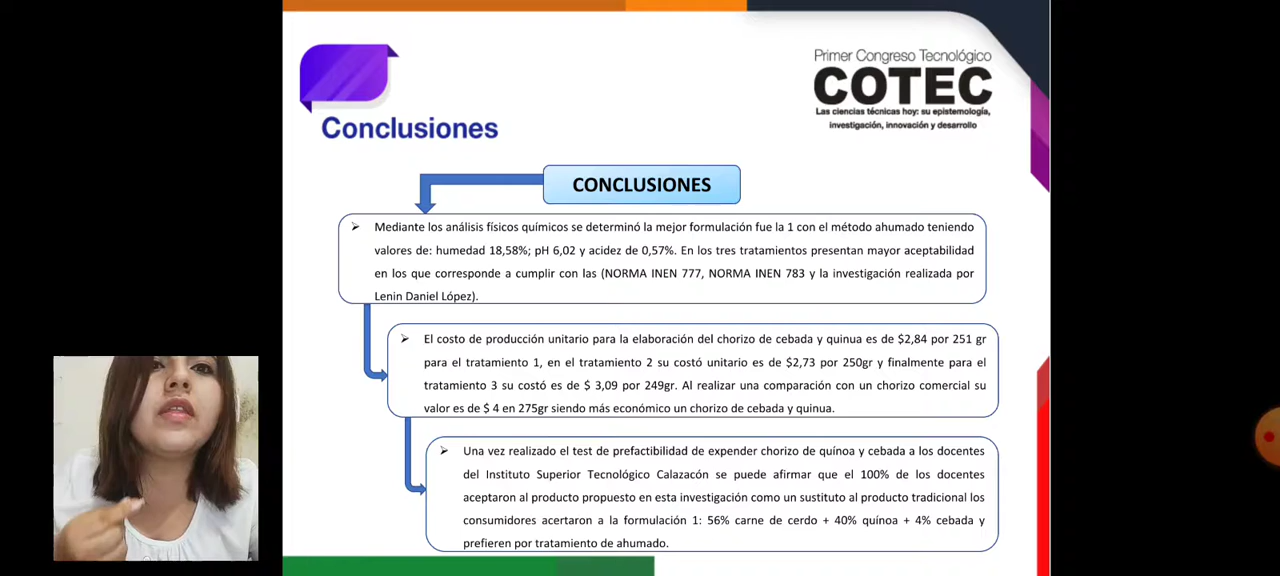 Primer Congreso Tecnológico
COTEC
Las ciencias técnicas hoy: su epistemología,
investigación, innovación y desarrollo
Conclusiones
CONCLUSIONES
➢ Mediante los análisis físicos químicos se determinó la mejor formulación fue la 1 con el método ahumado teniendo
valores de: humedad 18,58%; pH 6,02 y acidez de 0,57%. En los tres tratamientos presentan mayor aceptabilidad
en los que corresponde a cumplir con las (NORMA INEN 777, NORMA INEN 783 y la investigación realizada por
Lenin Daniel López).
➢ El costo de producción unitario para la elaboración del chorizo de cebada y quinua es de $2,84 por 251 gr
para el tratamiento 1, en el tratamiento 2 su costó unitario es de $2,73 por 250gr y finalmente para el
tratamiento 3 su costó es de $ 3,09 por 249gr. Al realizar una comparación con un chorizo comercial su
valor es de $ 4 en 275gr siendo más económico un chorizo de cebada y quinua.
➢ Una vez realizado el test de prefactibilidad de expender chorizo de quínoa y cebada a los docentes
del Instituto Superior Tecnológico Calazacón se puede afirmar que el 100% de los docentes
aceptaron al producto propuesto en esta investigación como un sustituto al producto tradicional los
consumidores acertaron a la formulación 1: 56% carne de cerdo + 40% quínoa + 4% cebada y
prefieren por tratamiento de ahumado.